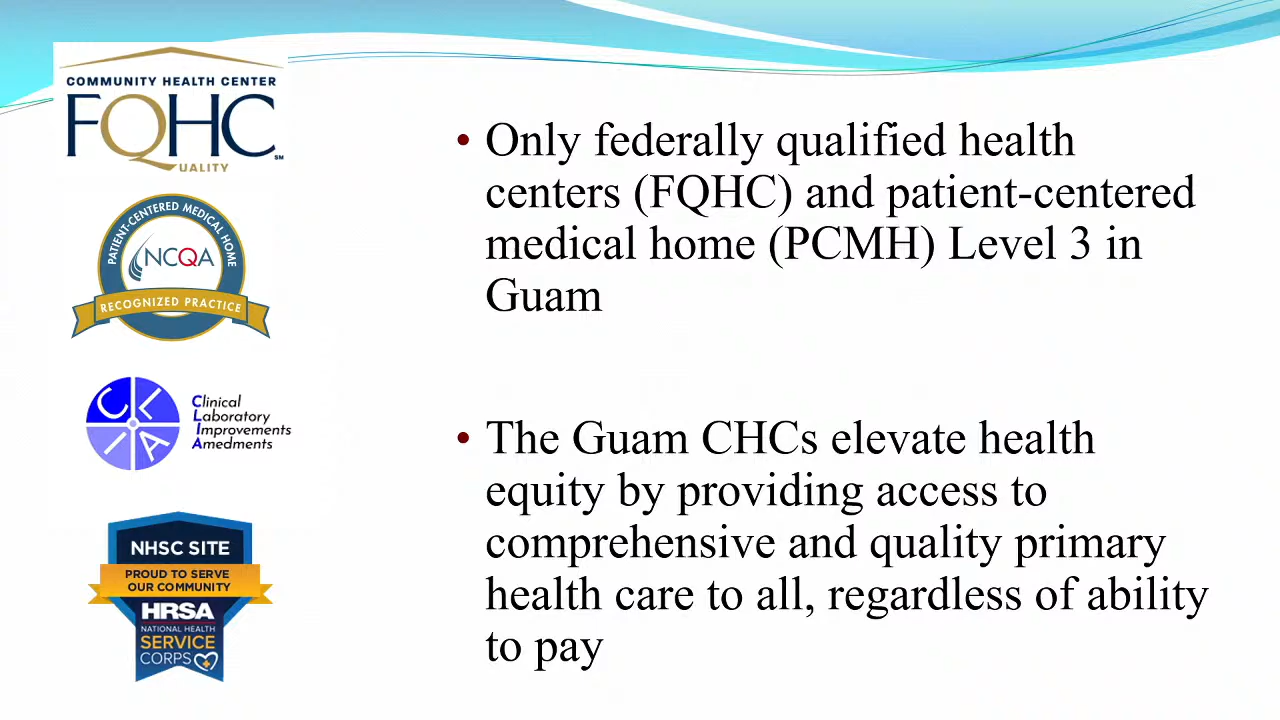 COMMUNITY HEALTH CENTER
FQHC
UALITY
SM
PATIENT-CENTERED MEDICAL HOME
NCQA
RECOGNIZED PRACTICE
CLIA
Clinical
Laboratory
Improvements
Amedments
NHSC SITE
PROUD TO SERVE
OUR COMMUNITY
HRSA
NATIONAL HEALTH
SERVICE
CORPS
• Only federally qualified health
centers (FQHC) and patient-centered
medical home (PCMH) Level 3 in
Guam
• The Guam CHCs elevate health
equity by providing access to
comprehensive and quality primary
health care to all, regardless of ability
to pay